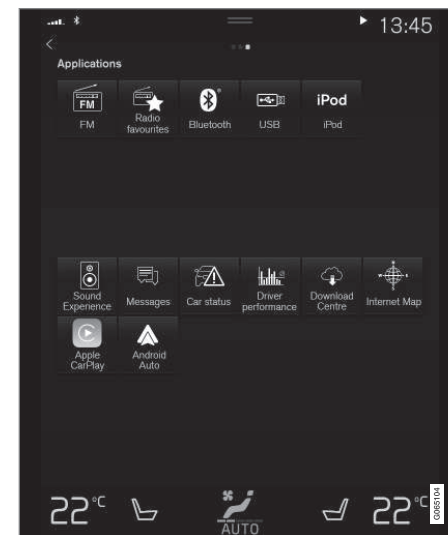 13:45
Applications
FM
FM
Radio
favourites
Bluetooth
USB
iPod
iPod
Sound
Experience
Messages
Car status
Driver
performance
Download
Centre
Internet Map
Apple
CarPlay
Android
Auto
22°C
AUTO
22°C
G065104